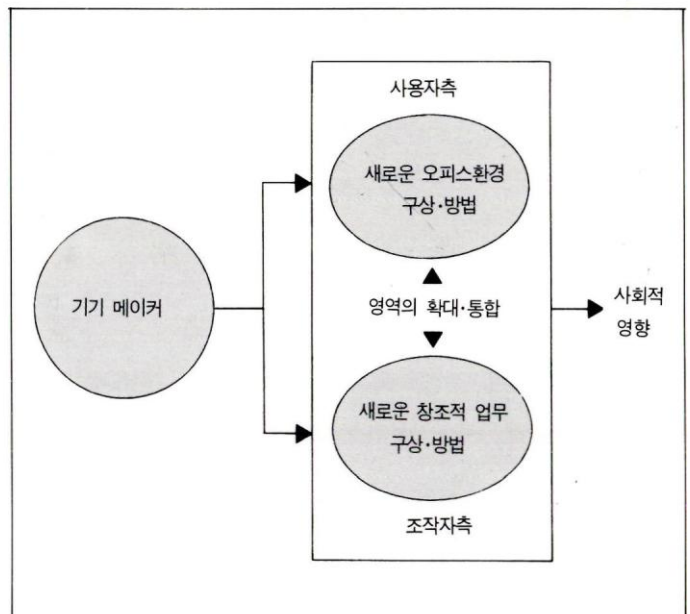 사용자측
새로운 오피스환경
구상·방법
기기 메이커
영역의 확대·통합
사회적
영향
새로운 창조적 업무
구상·방법
조작자측